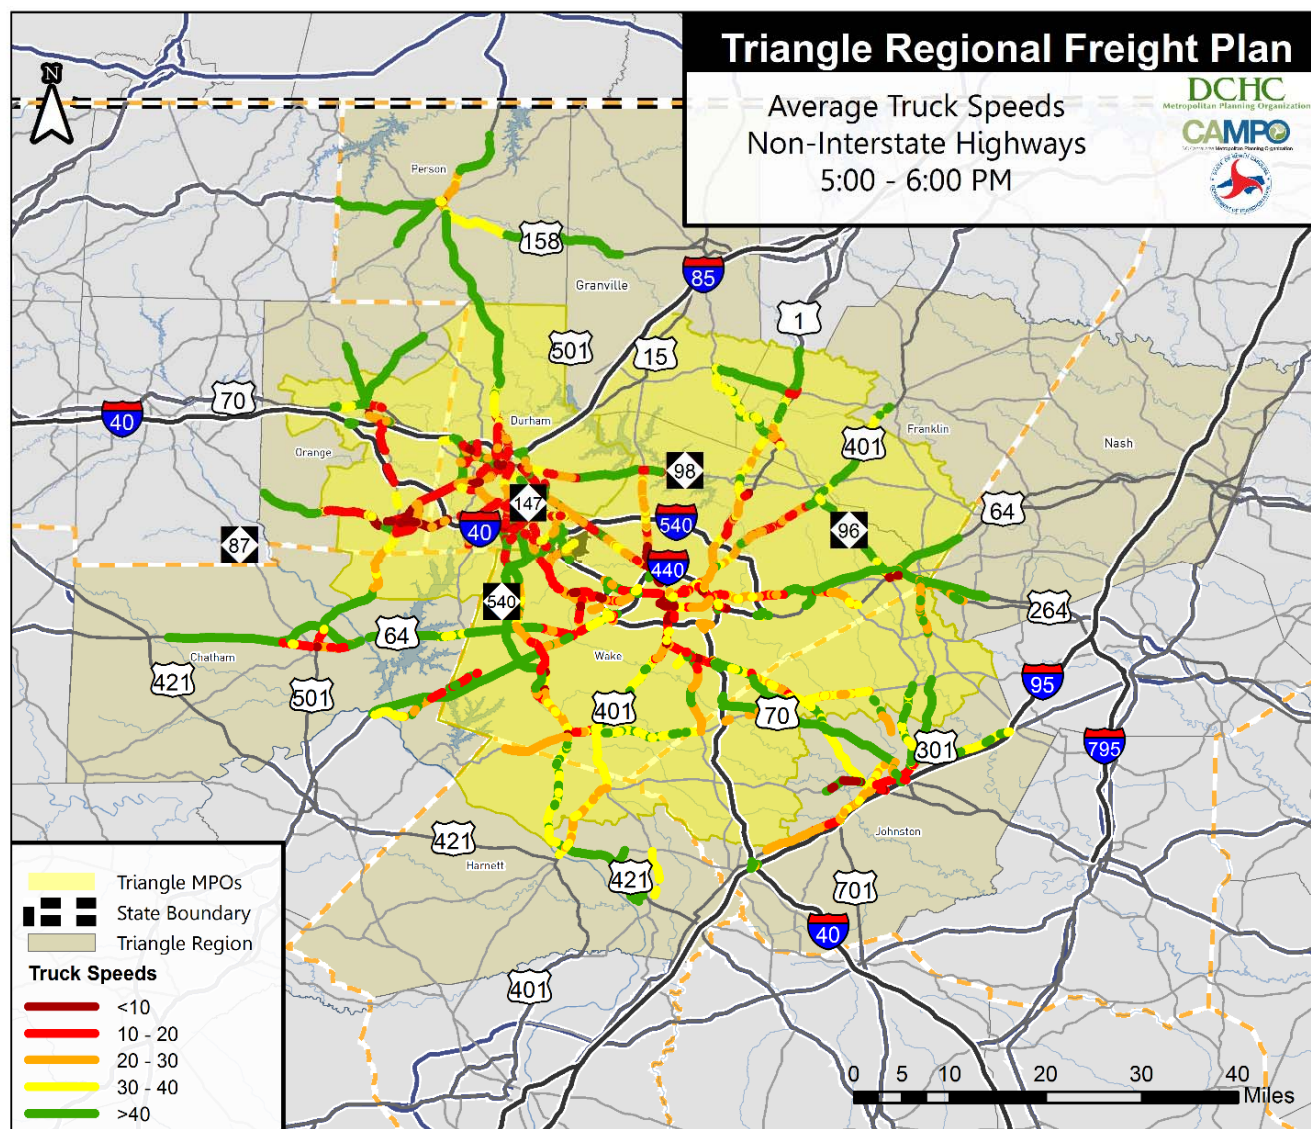 Triangle Regional Freight Plan
Average Truck Speeds
Non-Interstate Highways
5:00 - 6:00 PM
DCHC
Metropolitan Planning Organization
CAMPO
N
Person
158
Granville
85
1
501
15
70
40
Durham
Orange
401
Franklin
Nash
98
147
64
40
540
96
87
440
540
264
64
Chatham
Wake
421
501
401
70
95
301
795
421
Harnett
421
Johnston
701
40
401
Triangle MPOs
State Boundary
Triangle Region
Truck Speeds
<10
10 - 20
20 - 30
30 - 40
>40
0 5 10 20 30 40
Miles